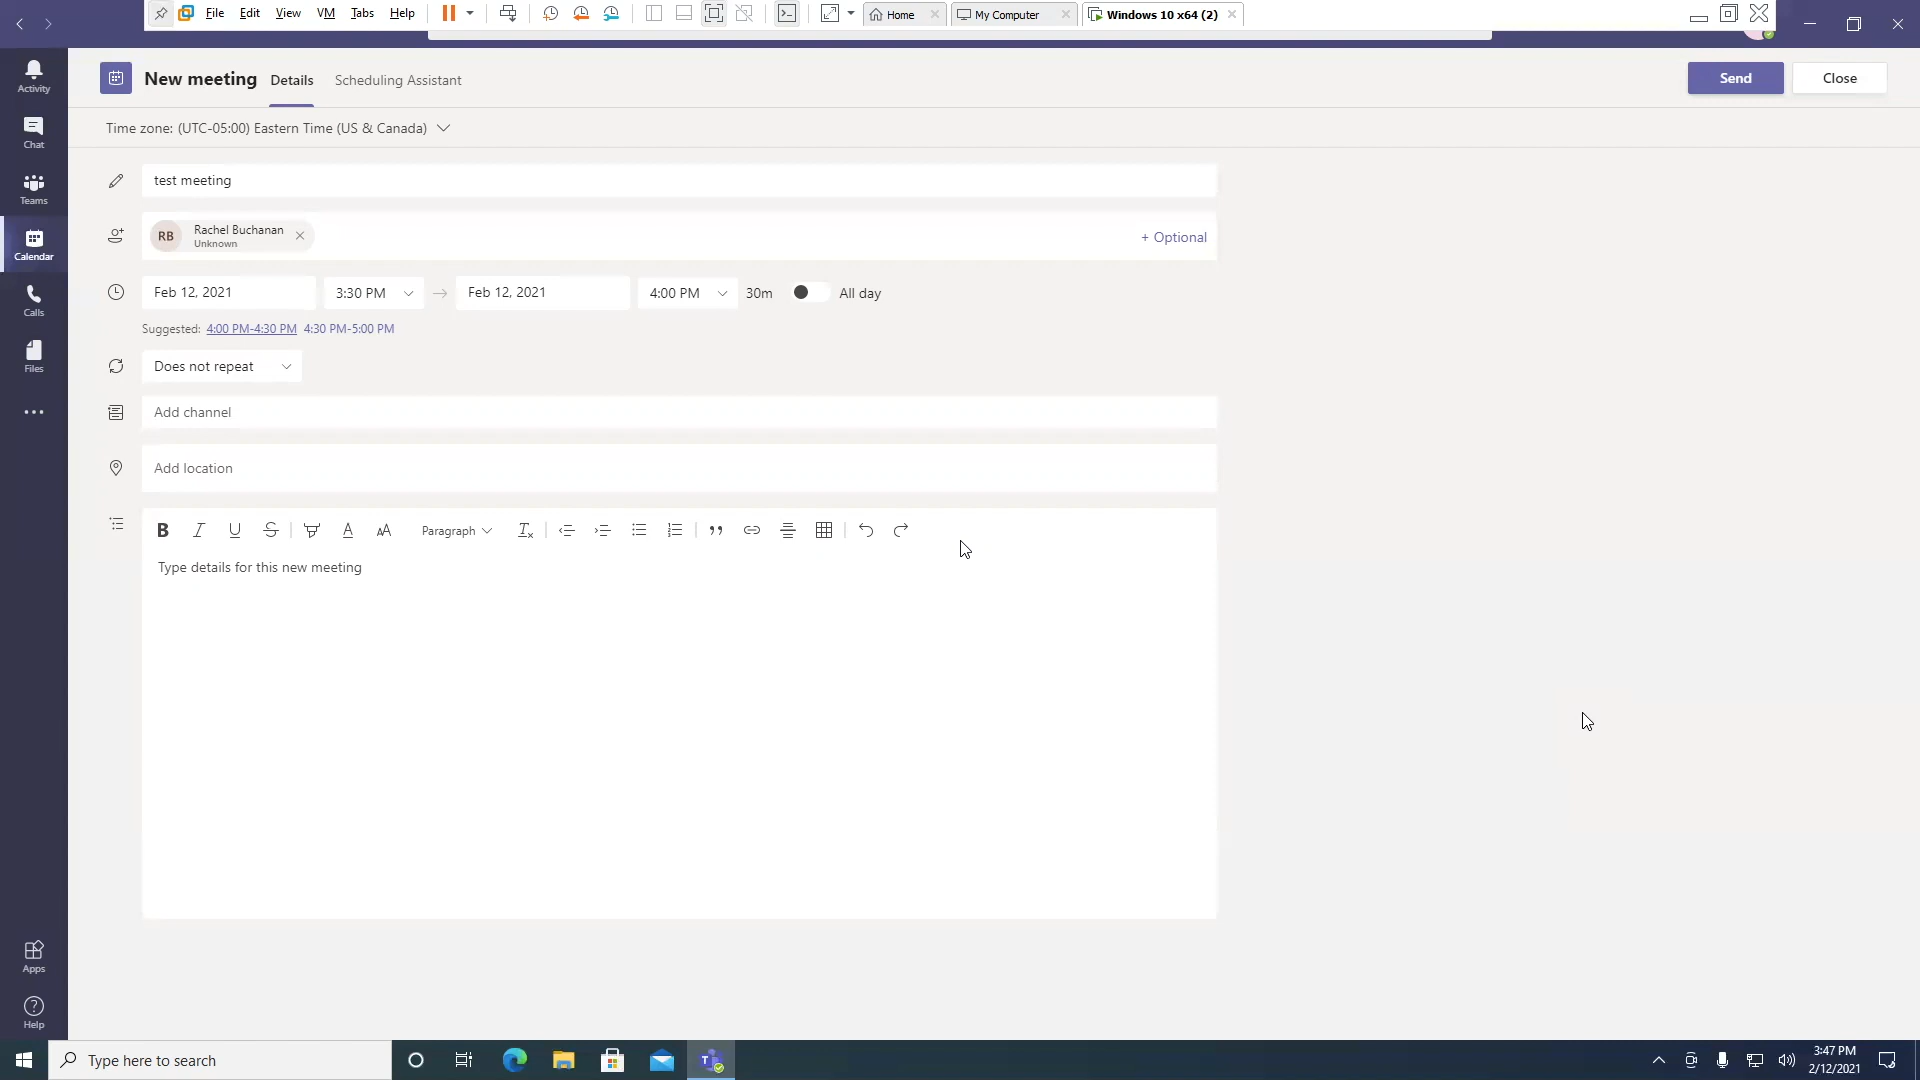 File Edit View VM Tabs Help Home My Computer Windows 10 x64 (2)
Activity
Chat
Teams
Calendar
Calls
Files
Apps
Help
New meeting Details Scheduling Assistant Send Close
Time zone: (UTC-05:00) Eastern Time (US & Canada)
test meeting
RB Rachel Buchanan
Unknown
+ Optional
Feb 12, 2021 3:30 PM → Feb 12, 2021 4:00 PM 30m All day
Suggested: 4:00 PM-4:30 PM 4:30 PM-5:00 PM
Does not repeat
Add channel
Add location
B I U S A AA Paragraph
Type details for this new meeting
Type here to search
3:47 PM
2/12/2021